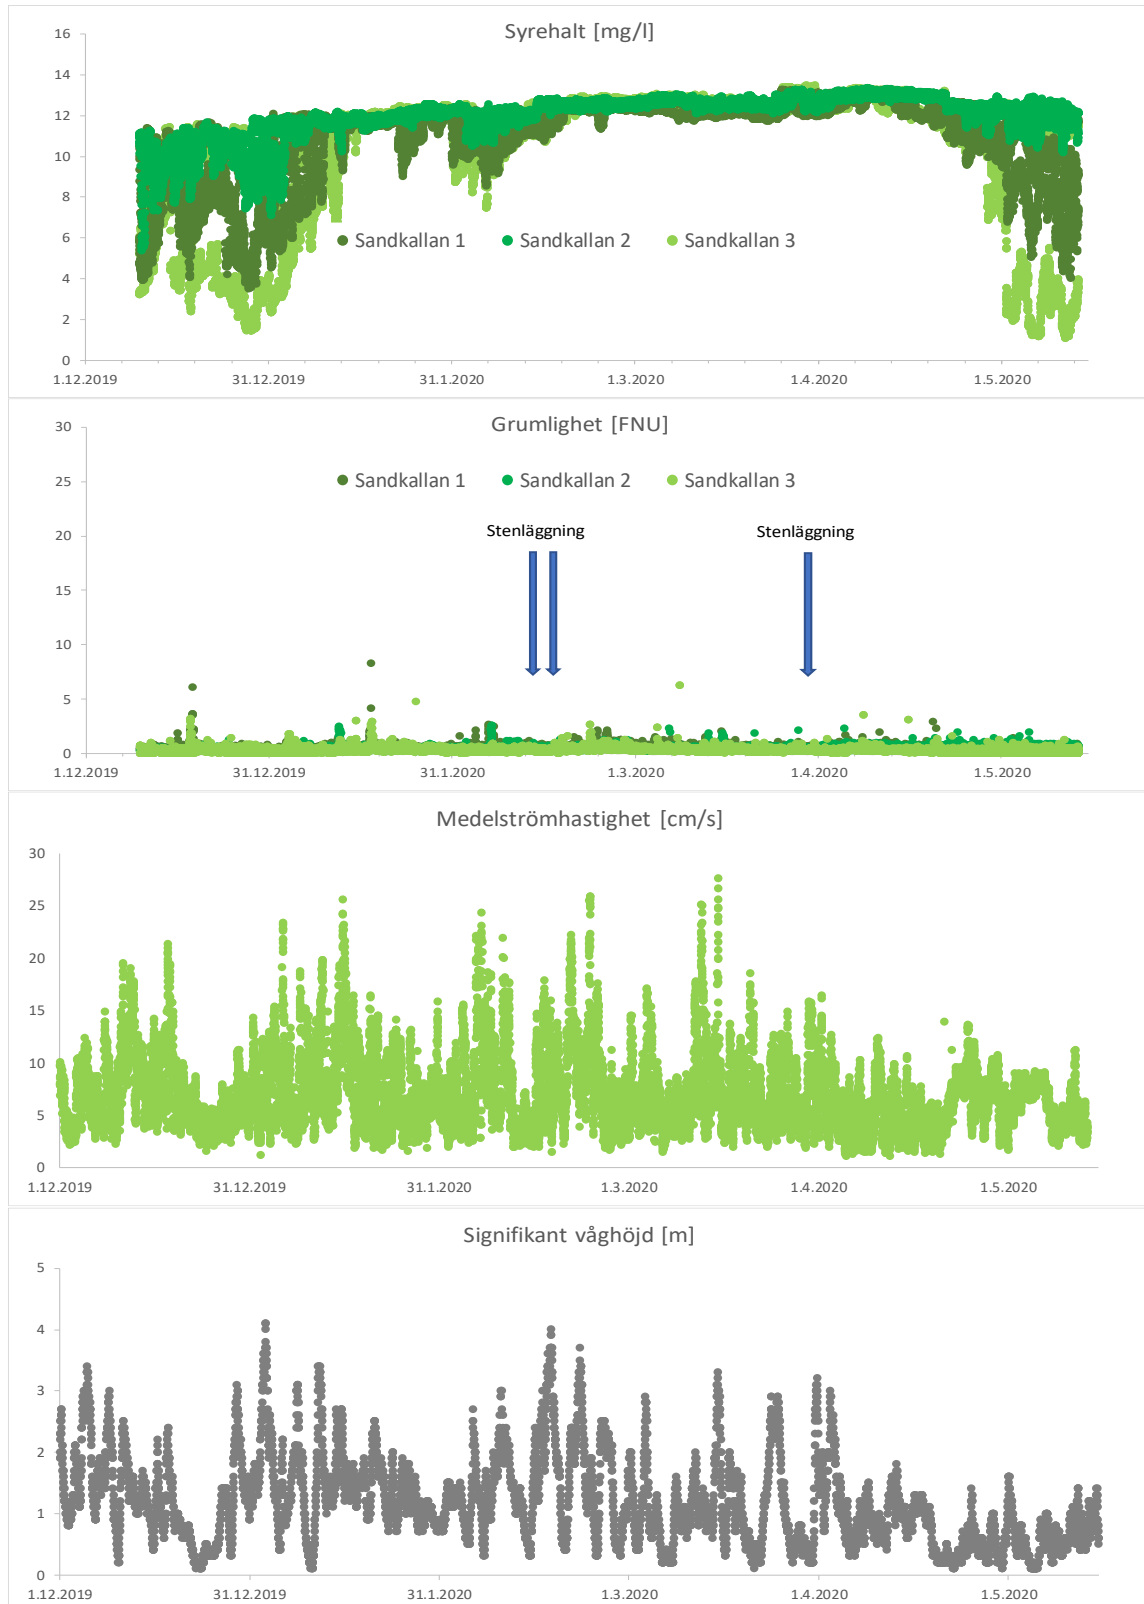 Syrehalt [mg/l]
16
14
12
10
8
6
4
2
0
Sandkallan 1 Sandkallan 2 Sandkallan 3
1.12.2019 31.12.2019 31.1.2020 1.3.2020 1.4.2020 1.5.2020
Grumlighet [FNU]
30
25
20
15
10
5
0
Sandkallan 1 Sandkallan 2 Sandkallan 3
Stenläggning Stenläggning
1.12.2019 31.12.2019 31.1.2020 1.3.2020 1.4.2020 1.5.2020
Medelströmhastighet [cm/s]
30
25
20
15
10
5
0
1.12.2019 31.12.2019 31.1.2020 1.3.2020 1.4.2020 1.5.2020
Signifikant våghöjd [m]
5
4
3
2
1
0
1.12.2019 31.12.2019 31.1.2020 1.3.2020 1.4.2020 1.5.2020